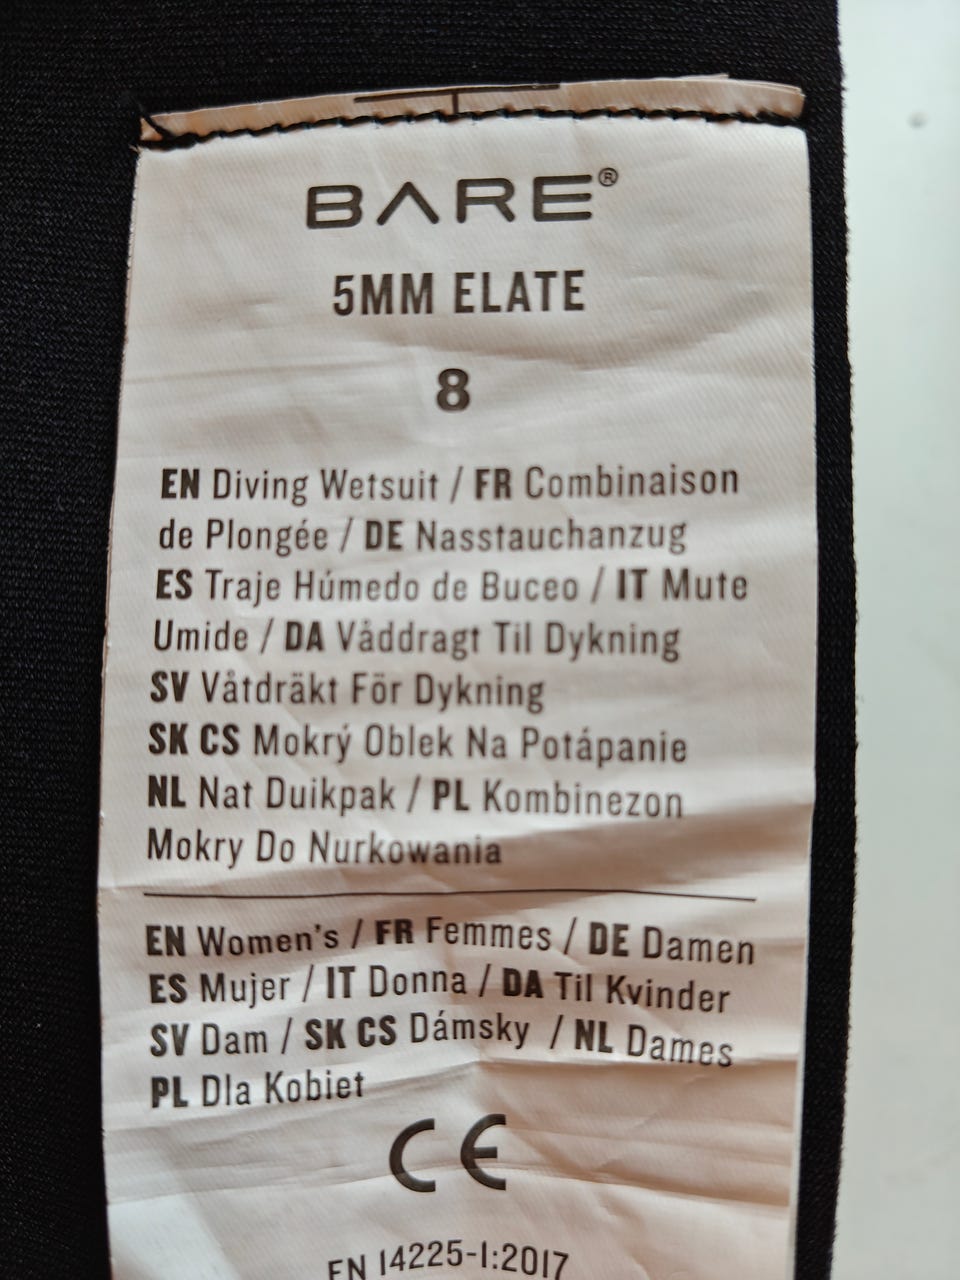 BARE®
5MM ELATE
8
EN Diving Wetsuit / FR Combinaison
de Plongée / DE Nasstauchanzug
ES Traje Húmedo de Buceo / IT Mute
Umide / DA Våddragt Til Dykning
SV Våtdräkt För Dykning
SK CS Mokrý Oblek Na Potápanie
NL Nat Duikpak / PL Kombinezon
Mokry Do Nurkowania
EN Women's / FR Femmes / DE Damen
ES Mujer / IT Donna / DA Til Kvinder
SV Dam / SK CS Dámsky / NL Dames
PL Dla Kobiet
CE
EN 14225-1:2017